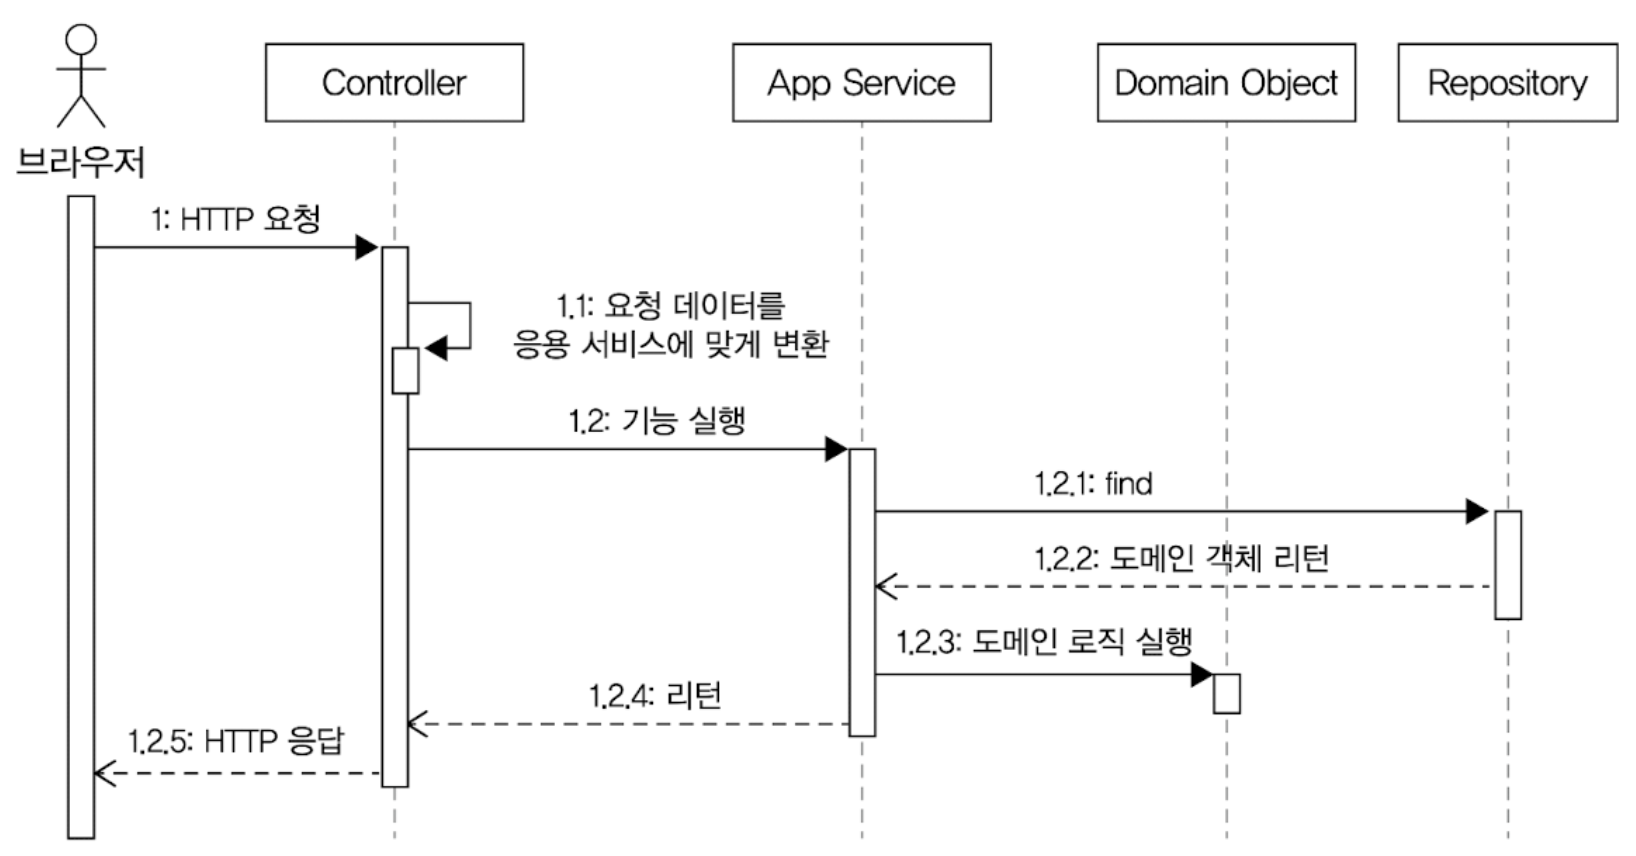 브라우저
Controller
App Service
Domain Object
Repository
1: HTTP 요청
1.1: 요청 데이터를
응용 서비스에 맞게 변환
1.2: 기능 실행
1.2.1: find
1.2.2: 도메인 객체 리턴
1.2.3: 도메인 로직 실행
1.2.4: 리턴
1.2.5: HTTP 응답